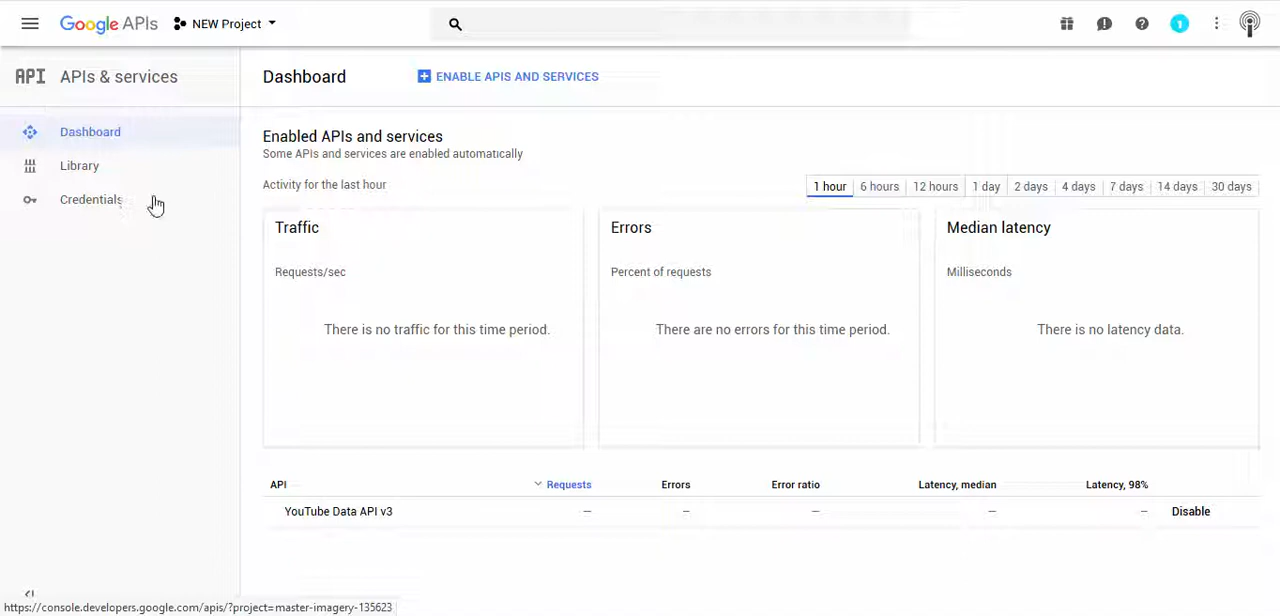 Google APIs NEW Project 1
API APIs & services
Dashboard ENABLE APIS AND SERVICES
Dashboard
Library
Credentials
Enabled APIs and services
Some APIs and services are enabled automatically
Activity for the last hour
1 hour 6 hours 12 hours 1 day 2 days 4 days 7 days 14 days 30 days
Traffic Errors Median latency
Requests/sec Percent of requests Milliseconds
There is no traffic for this time period. There are no errors for this time period. There is no latency data.
API Requests Errors Error ratio Latency, median Latency, 98%
YouTube Data API v3 – – – – – Disable
https://console.developers.google.com/apis/?project=master-imagery-135623